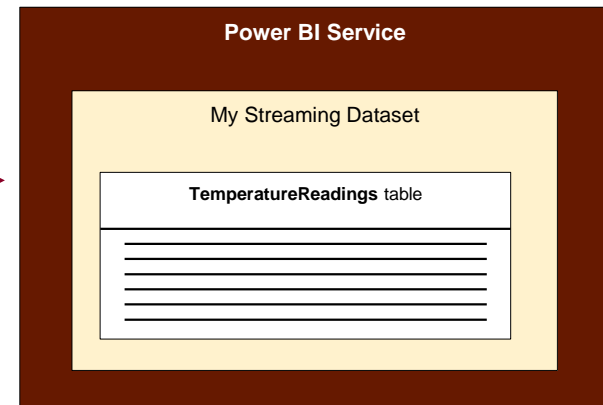 Power BI Service
My Streaming Dataset
TemperatureReadings table